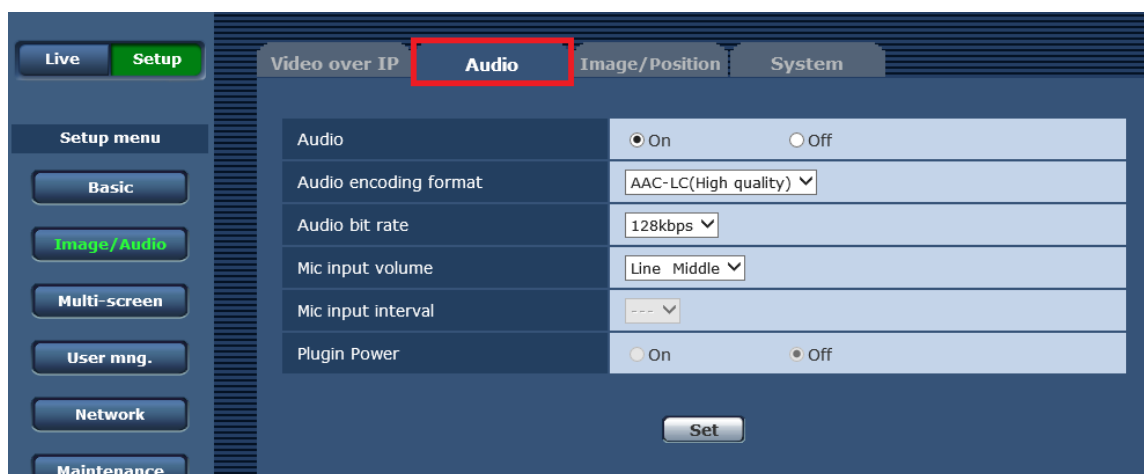 Live Setup
Video over IP Audio Image/Position System
Setup menu
Basic
Image/Audio
Multi-screen
User mng.
Network
Maintenance
Audio On Off
Audio encoding format AAC-LC(High quality)
Audio bit rate 128kbps
Mic input volume Line Middle
Mic input interval ---
Plugin Power On Off
Set